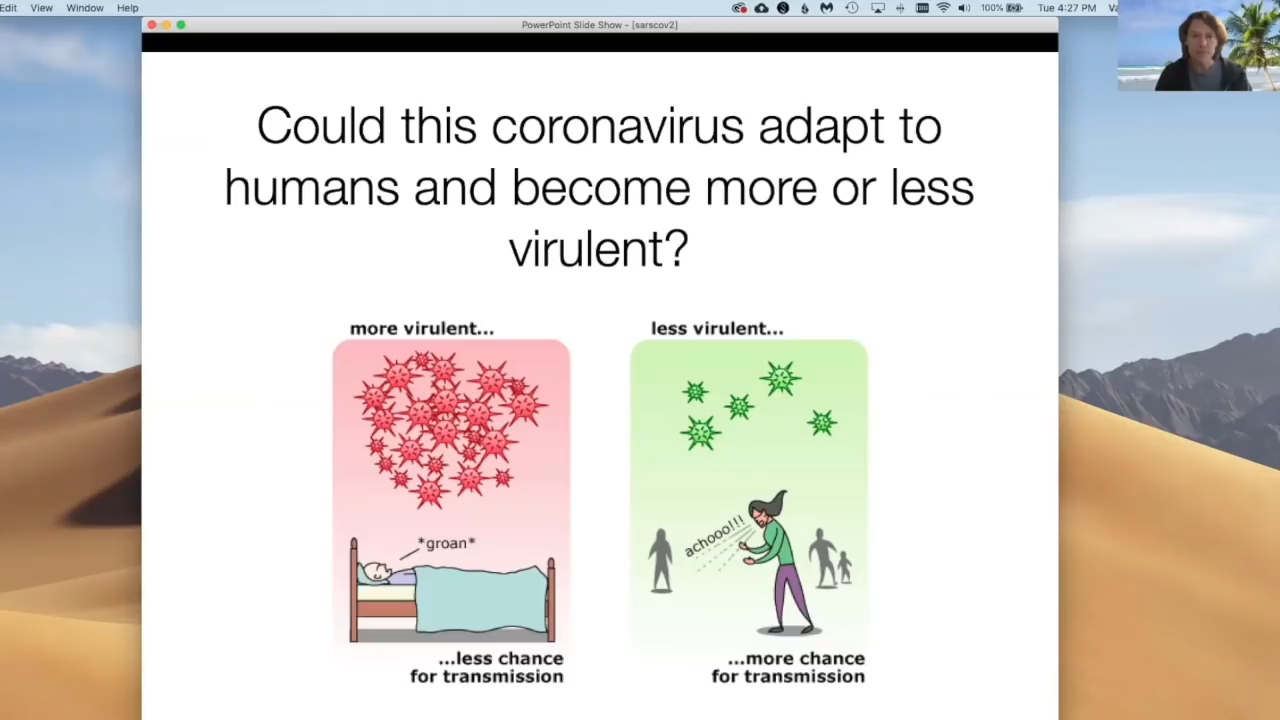 Edit View Window Help 100% Tue 4:27 PM
PowerPoint Slide Show - [sarscov2]
Could this coronavirus adapt to
humans and become more or less
virulent?
more virulent...
less virulent...
achooo!!!
*groan*
...less chance
for transmission
...more chance
for transmission